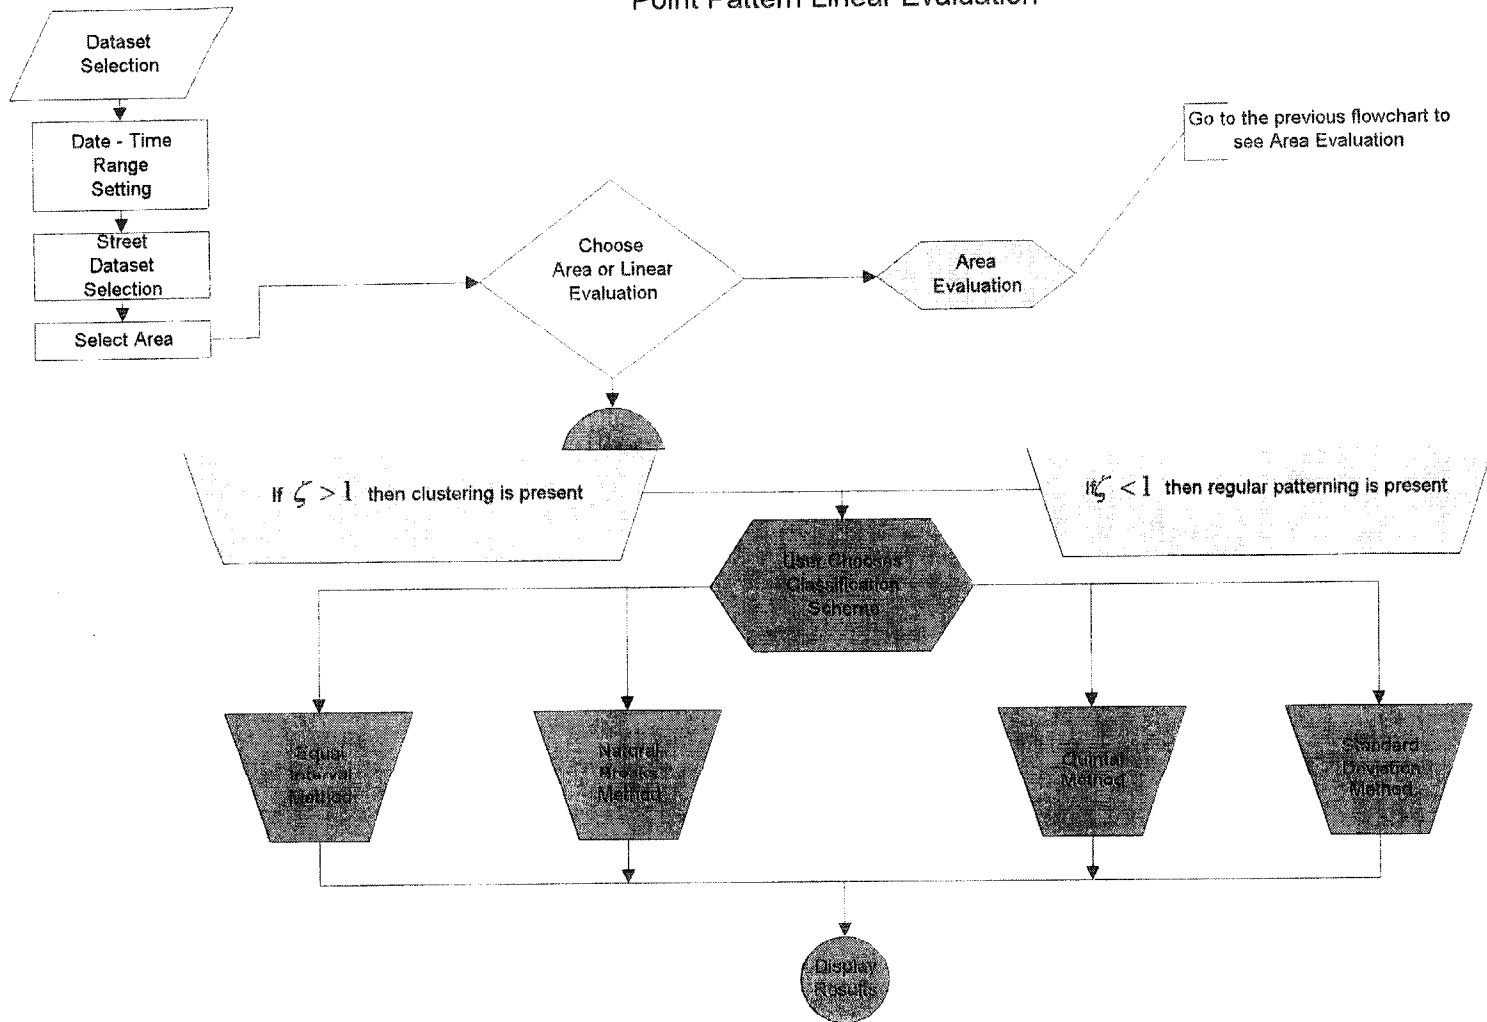 Point Pattern Linear Evaluation
Dataset
Selection
Date - Time
Range
Setting
Street
Dataset
Selection
Select Area
Choose
Area or Linear
Evaluation
Area
Evaluation
Go to the previous flowchart to
see Area Evaluation
If ζ > 1 then clustering is present
If ζ < 1 then regular patterning is present
User Chooses
Classification
Scheme
Equal
Interval
Method
Natural
Breaks
Method
Quintal
Method
Standard
Deviation
Method
Display
Results